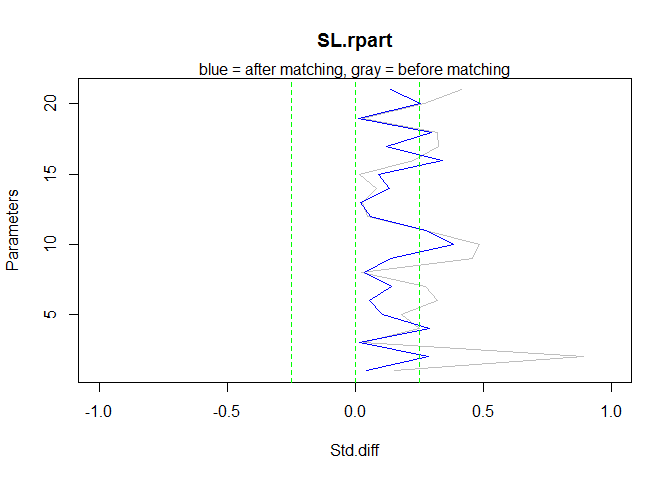 SL.rpart
blue = after matching, gray = before matching
20
15
10
5
Parameters
-1.0 -0.5 0.0 0.5 1.0
Std.diff